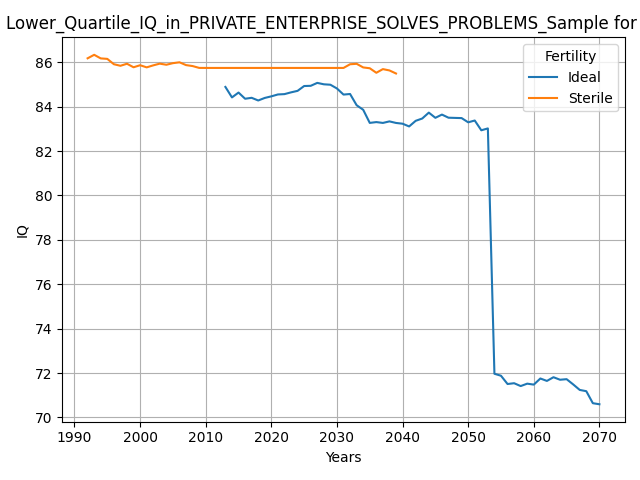 Lower_Quartile_IQ_in_PRIVATE_ENTERPRISE_SOLVES_PROBLEMS_Sample for
Fertility
Ideal
Sterile
86
84
82
80
78
76
74
72
70
IQ
1990 2000 2010 2020 2030 2040 2050 2060 2070
Years